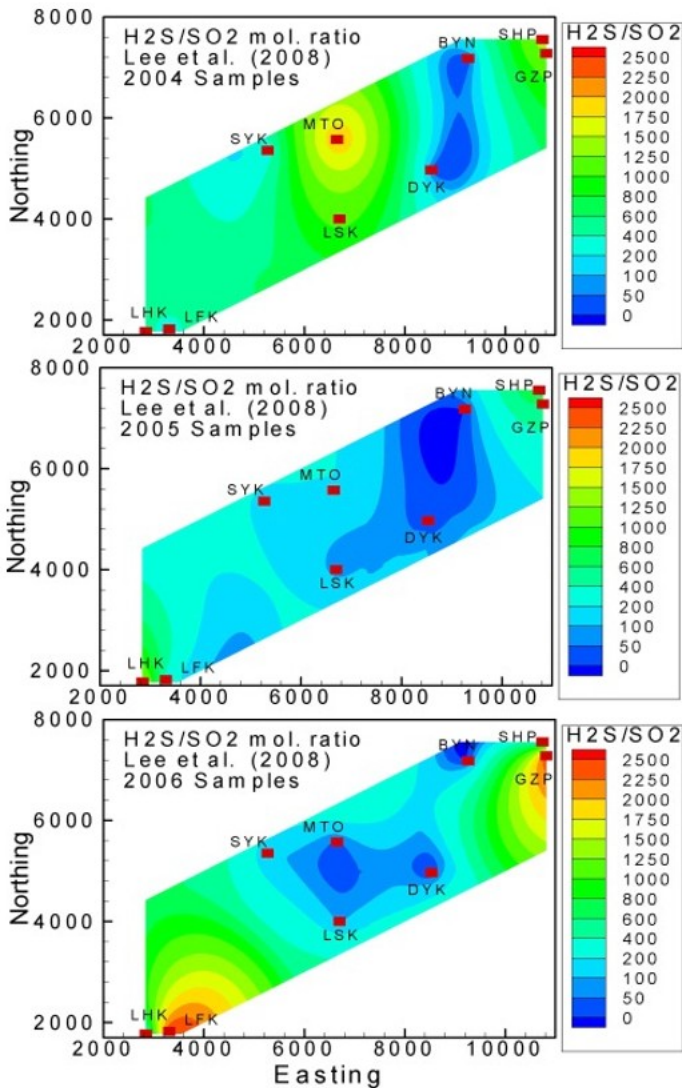 H2S/SO2 mol. ratio
Lee et al. (2008)
2004 Samples
SHP
BYN
GZP
MTO
SYK
DYK
LSK
LHK
LFK
Northing
8000
6000
4000
2000
2000 4000 6000 8000 10000
H2S/SO2
2500
2000
1750
1500
1250
1000
800
600
400
200
100
50
0
H2S/SO2 mol. ratio
Lee et al. (2008)
2005 Samples
SHP
BYN
GZP
MTO
SYK
DYK
LSK
LHK
LFK
Northing
8000
6000
4000
2000
2000 4000 6000 8000 10000
H2S/SO2
2500
2000
1750
1500
1250
1000
800
600
400
200
100
50
0
H2S/SO2 mol. ratio
Lee et al. (2008)
2006 Samples
SHP
BYN
GZP
MTO
SYK
DYK
LSK
LHK
LFK
Northing
8000
6000
4000
2000
2000 4000 6000 8000 10000
Easting
H2S/SO2
2500
2000
1750
1500
1250
1000
800
600
400
200
100
50
0